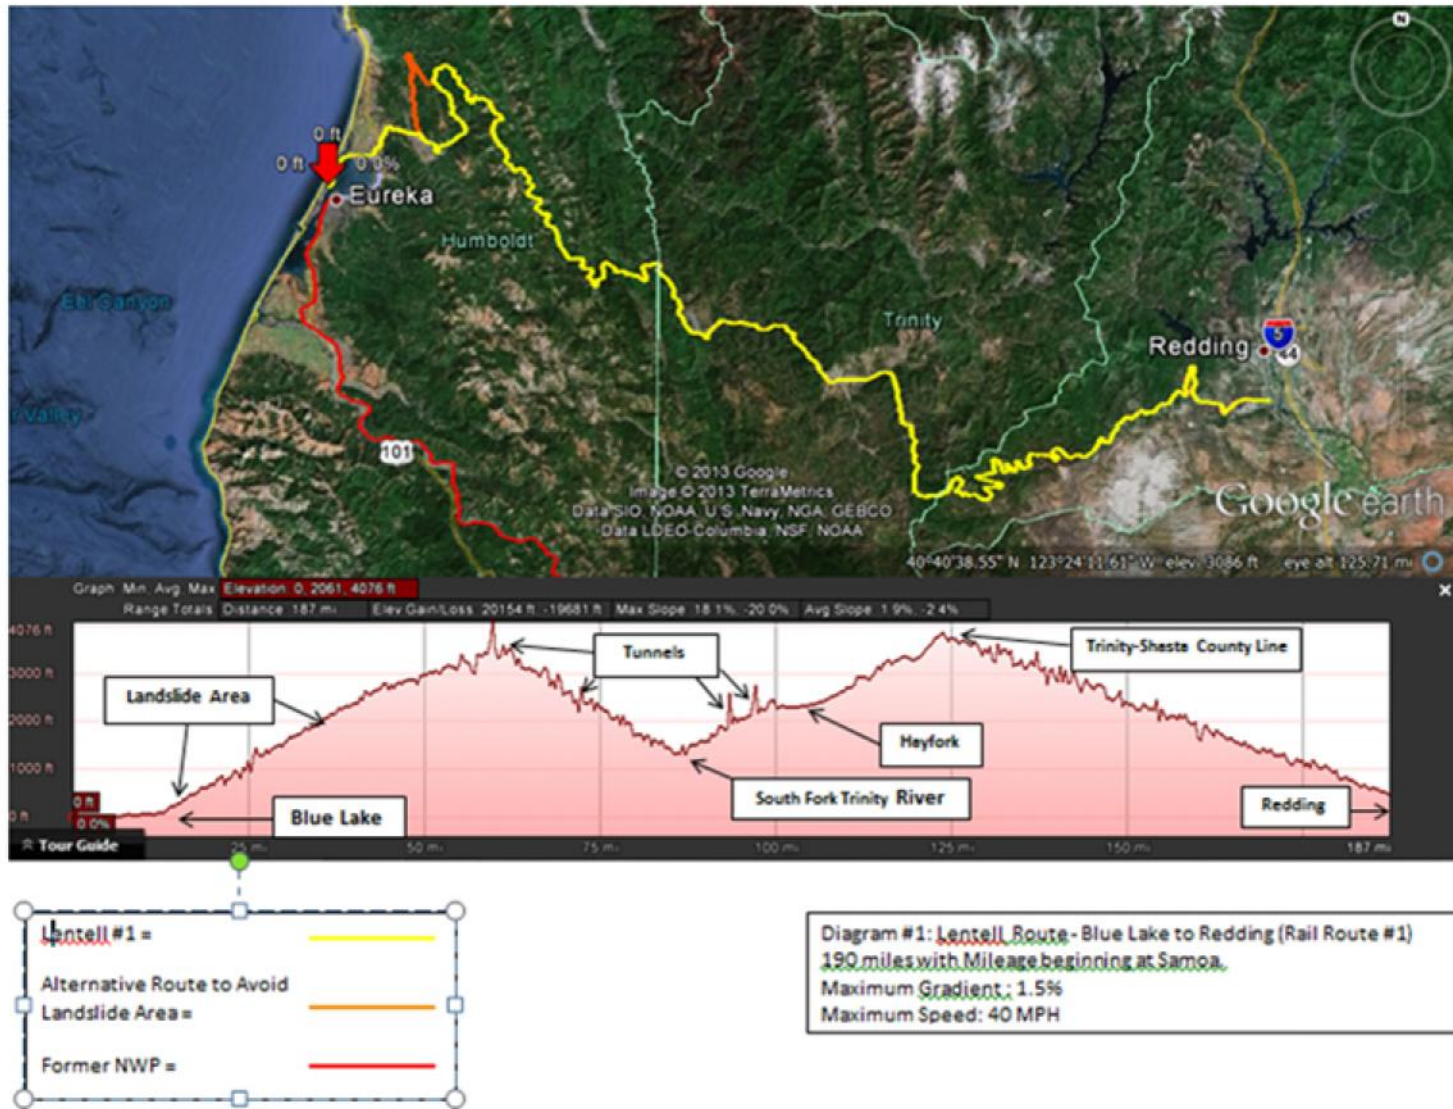 N
0 ft
0 ft 0.0%
Eureka
Humboldt
Eel Canyon
Trinity
5
Redding
44
r Valley
101
© 2013 Google
Image © 2013 TerraMetrics
Data SIO, NOAA, U.S. Navy, NGA, GEBCO
Data LDEO-Columbia, NSF, NOAA
Google earth
40°40'38.55" N 123°24'11.61" W elev 3086 ft eye alt 125.71 mi
Graph: Min, Avg, Max Elevation: 0, 2061, 4076 ft
Range Totals: Distance: 187 mi Elev Gain/Loss: 20154 ft, -19681 ft Max Slope: 18.1%, -20.0% Avg Slope: 1.9%, -2.4%
4076 ft
3000 ft
2000 ft
1000 ft
0 ft
0 ft
0.0%
Landslide Area
Tunnels
Trinity-Shasta County Line
Hayfork
South Fork Trinity River
Blue Lake
Redding
Tour Guide
25 mi 50 mi 75 mi 100 mi 125 mi 150 mi 187 mi
Lentell #1 =
Alternative Route to Avoid
Landslide Area =
Former NWP =
Diagram #1: Lentell Route - Blue Lake to Redding (Rail Route #1)
190 miles with Mileage beginning at Samoa.
Maximum Gradient : 1.5%
Maximum Speed: 40 MPH